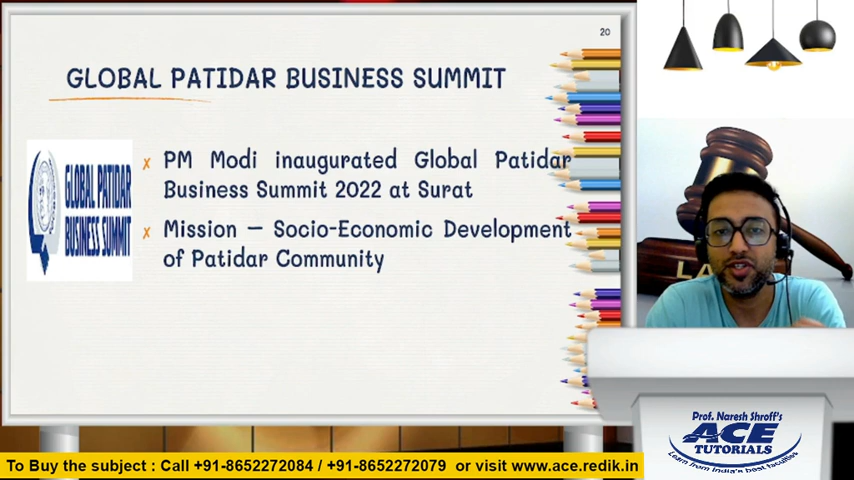 20
GLOBAL PATIDAR BUSINESS SUMMIT
GLOBAL PATIDAR
BUSINESS SUMMIT
x PM Modi inaugurated Global Patidar
Business Summit 2022 at Surat
x Mission – Socio-Economic Development
of Patidar Community
LA
Prof. Naresh Shroff's
ACE
TUTORIALS
Learn from India's best faculties
To Buy the subject : Call +91-8652272084 / +91-8652272079 or visit www.ace.redik.in